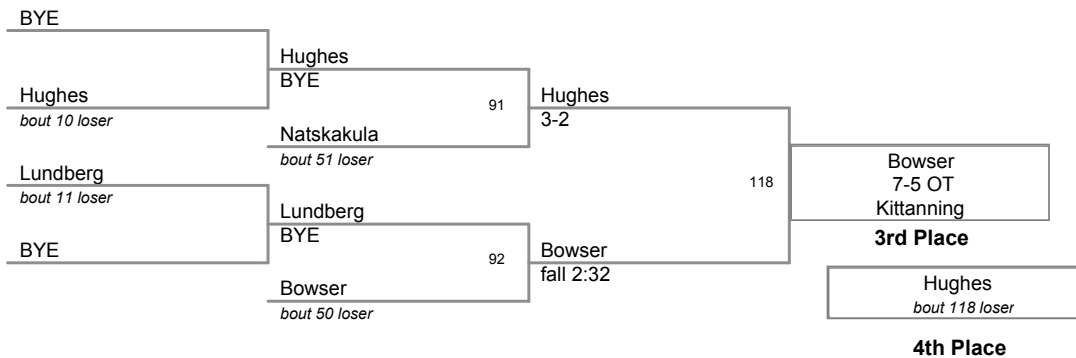 BYE
Hughes
bout 10 loser
Lundberg
bout 11 loser
BYE
Hughes
BYE
91
Natskakula
bout 51 loser
Lundberg
BYE
92
Bowser
bout 50 loser
Hughes
3-2
118
Bowser
fall 2:32
Bowser
7-5 OT
Kittanning
3rd Place
Hughes
bout 118 loser
4th Place